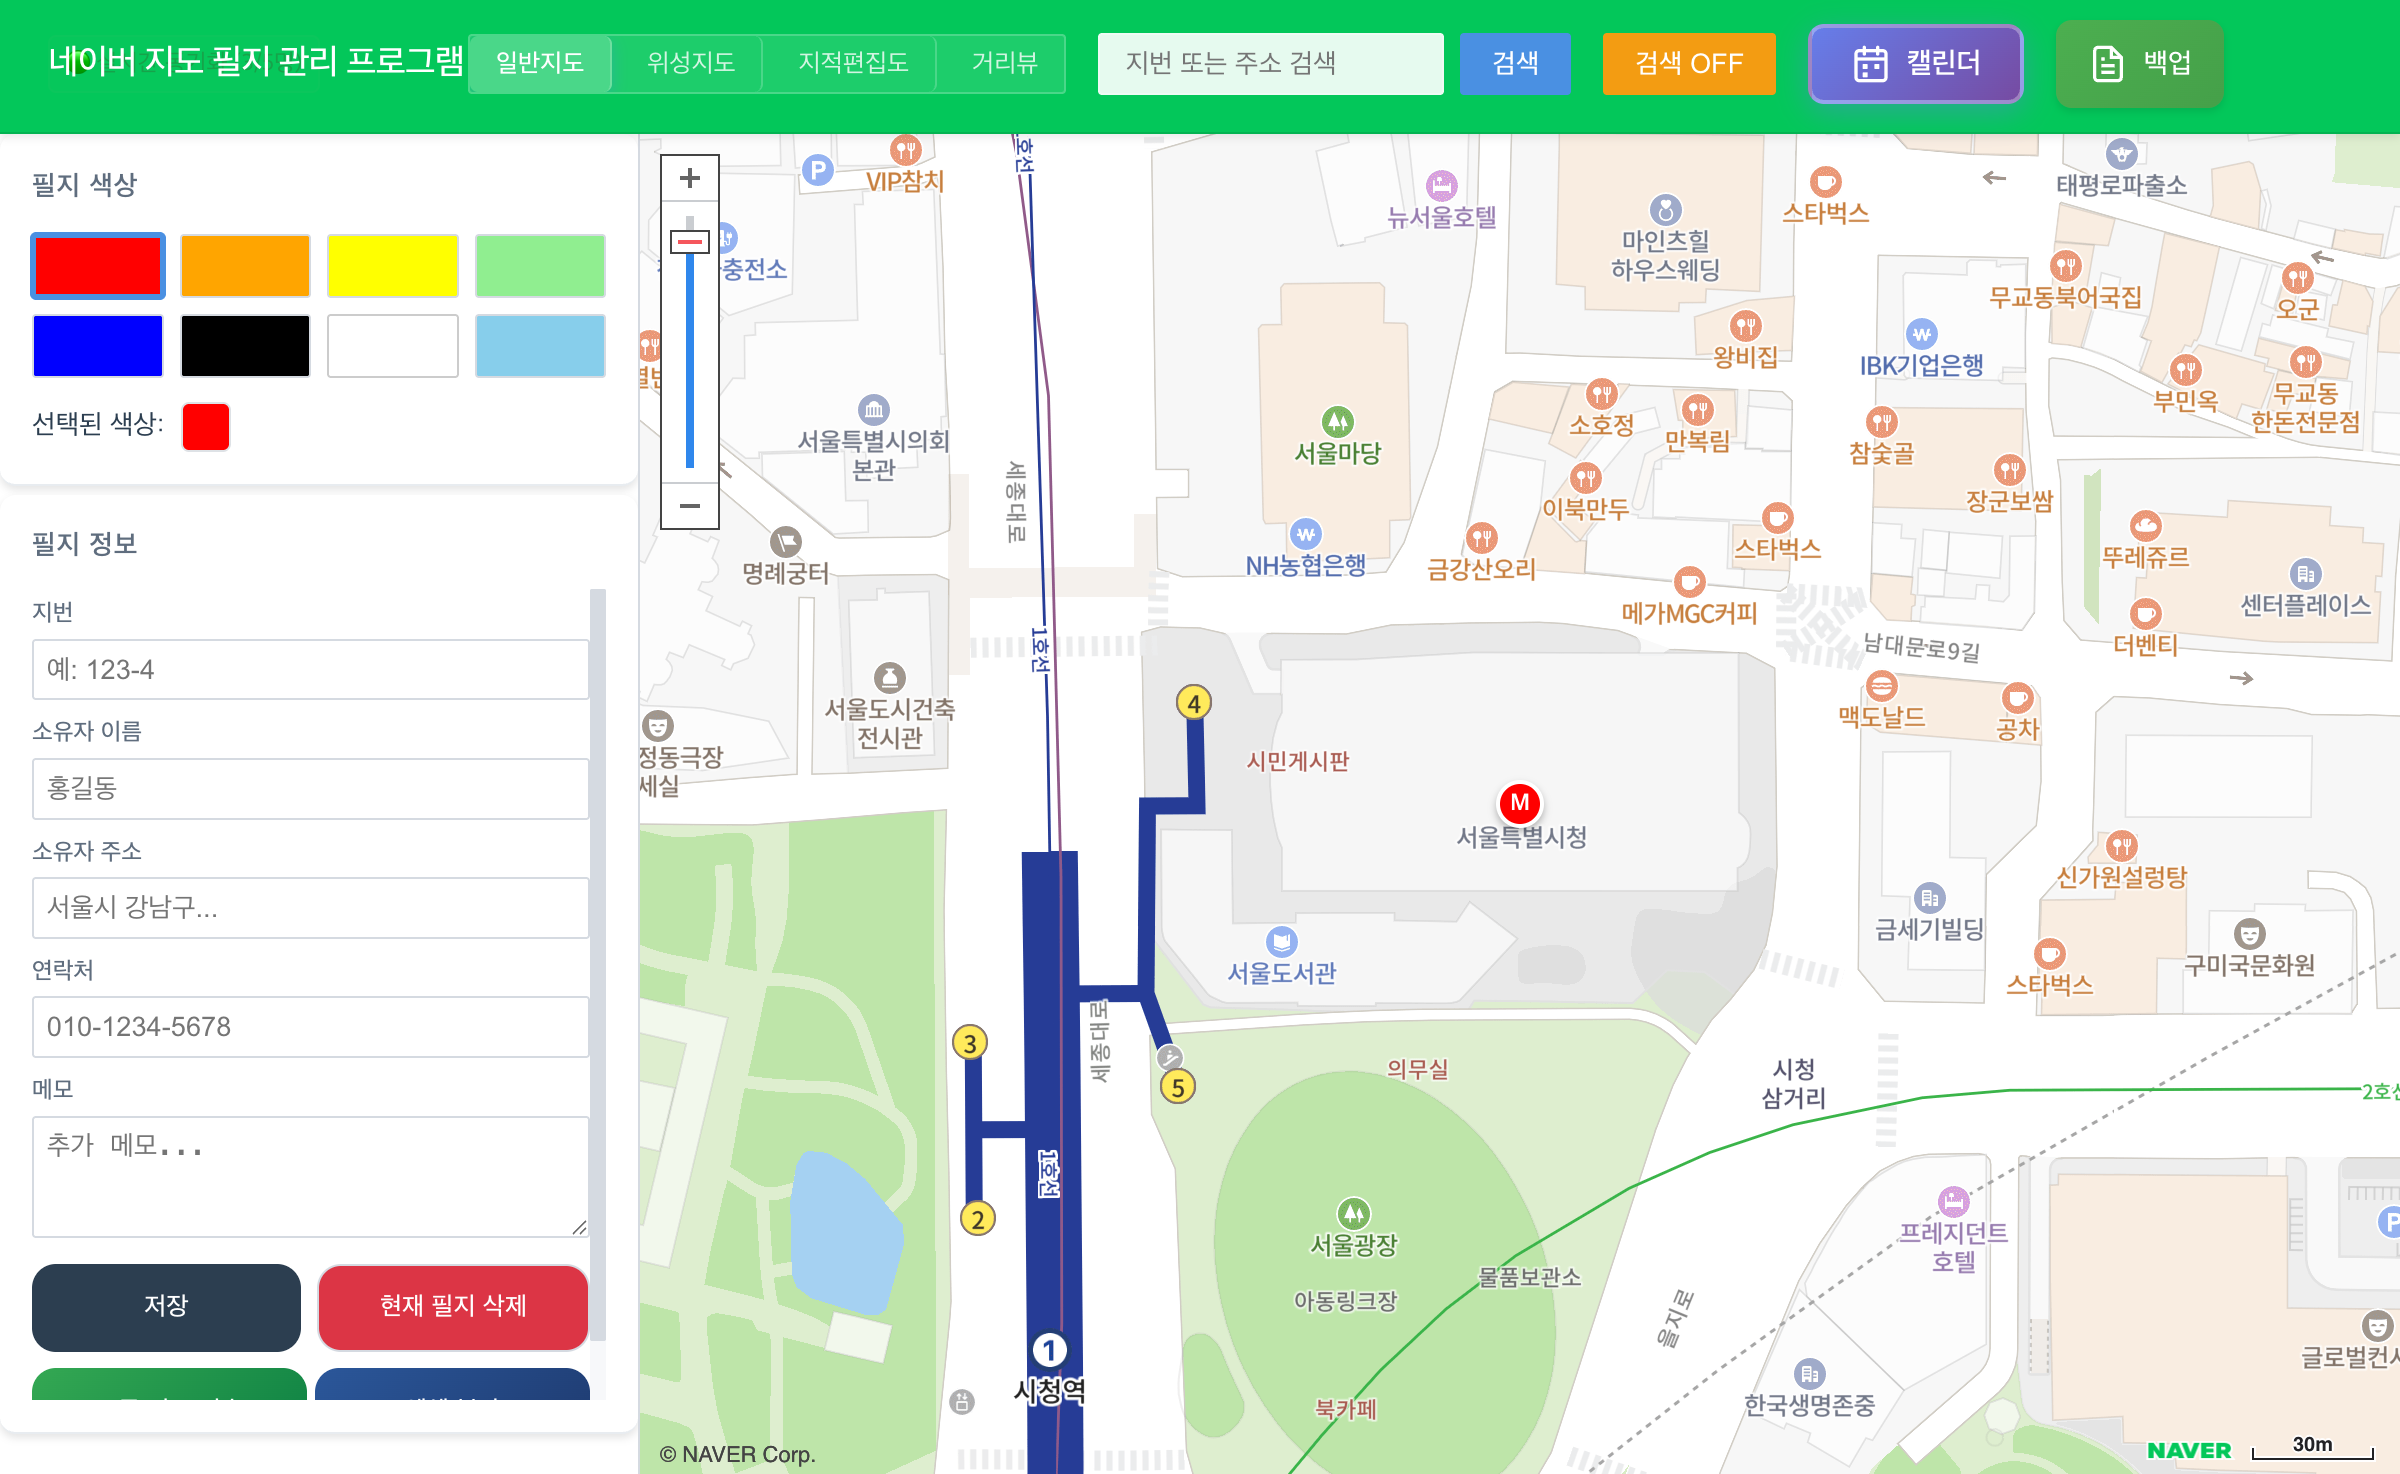 네이버 지도 필지 관리 프로그램
일반지도
위성지도
지적편집도
거리뷰
지번 또는 주소 검색
검색
검색 OFF
캘린더
백업
필지 색상
선택된 색상:
필지 정보
지번
예: 123-4
소유자 이름
홍길동
소유자 주소
서울시 강남구...
연락처
010-1234-5678
메모
추가 메모...
저장
현재 필지 삭제
1호선
VIP참치
P
충전소
뉴서울호텔
마인츠힐
하우스웨딩
스타벅스
태평로파출소
무교동북어국집
오군
왕비집
IBK기업은행
부민옥
무교동
한돈전문점
서울특별시의회
본관
서울마당
소호정
만복림
참숯골
장군보쌈
이북만두
세종대로
명례궁터
NH농협은행
금강산오리
스타벅스
뚜레쥬르
메가MGC커피
센터플레이스
더벤티
남대문로9길
1호선
서울도시건축
전시관
맥도날드
공차
4
정동극장
세실
시민게시판
M
서울특별시청
신가원설렁탕
금세기빌딩
서울도서관
구미국문화원
스타벅스
세종대로
3
5
의무실
시청
삼거리
2호선
1호선
2
서울광장
아동링크장
물품보관소
프레지던트
호텔
P
을지로
1
시청역
글로벌컨시
북카페
한국생명존중
© NAVER Corp.
NAVER
30m